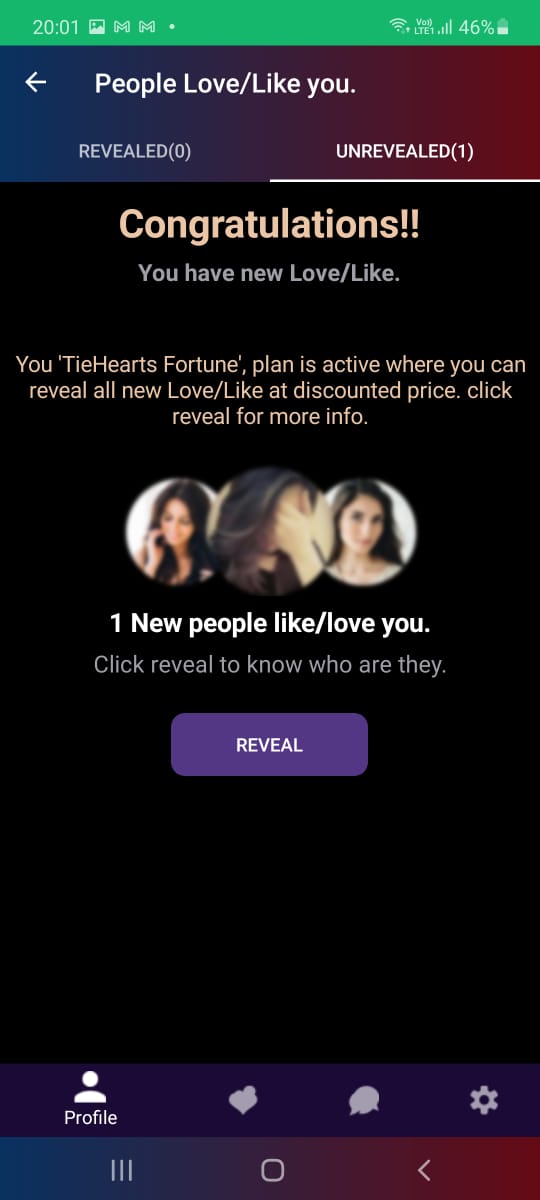 20:01
Vo)) LTE1 46%
People Love/Like you.
REVEALED(0) UNREVEALED(1)
Congratulations!!
You have new Love/Like.
You 'TieHearts Fortune', plan is active where you can
reveal all new Love/Like at discounted price. click
reveal for more info.
1 New people like/love you.
Click reveal to know who are they.
REVEAL
Profile